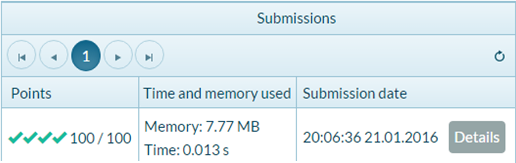 Submissions
1
Points Time and memory used Submission date
100 / 100 Memory: 7.77 MB
Time: 0.013 s
20:06:36 21.01.2016 Details